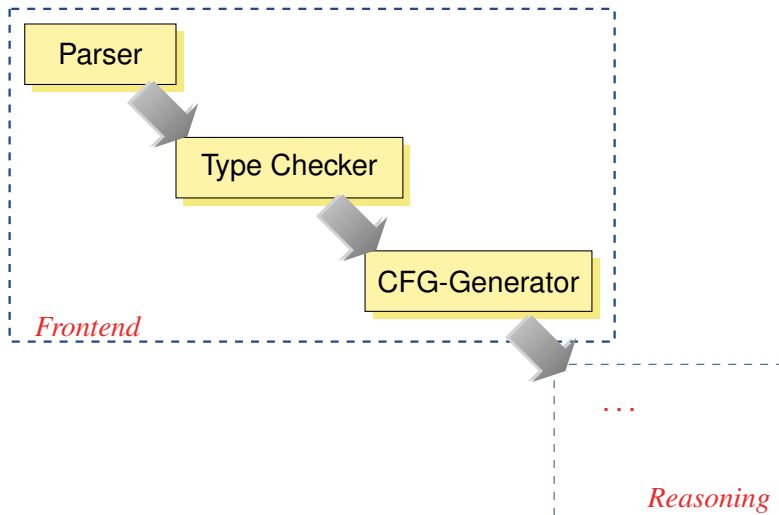 Parser
Type Checker
CFG-Generator
Frontend
...
Reasoning